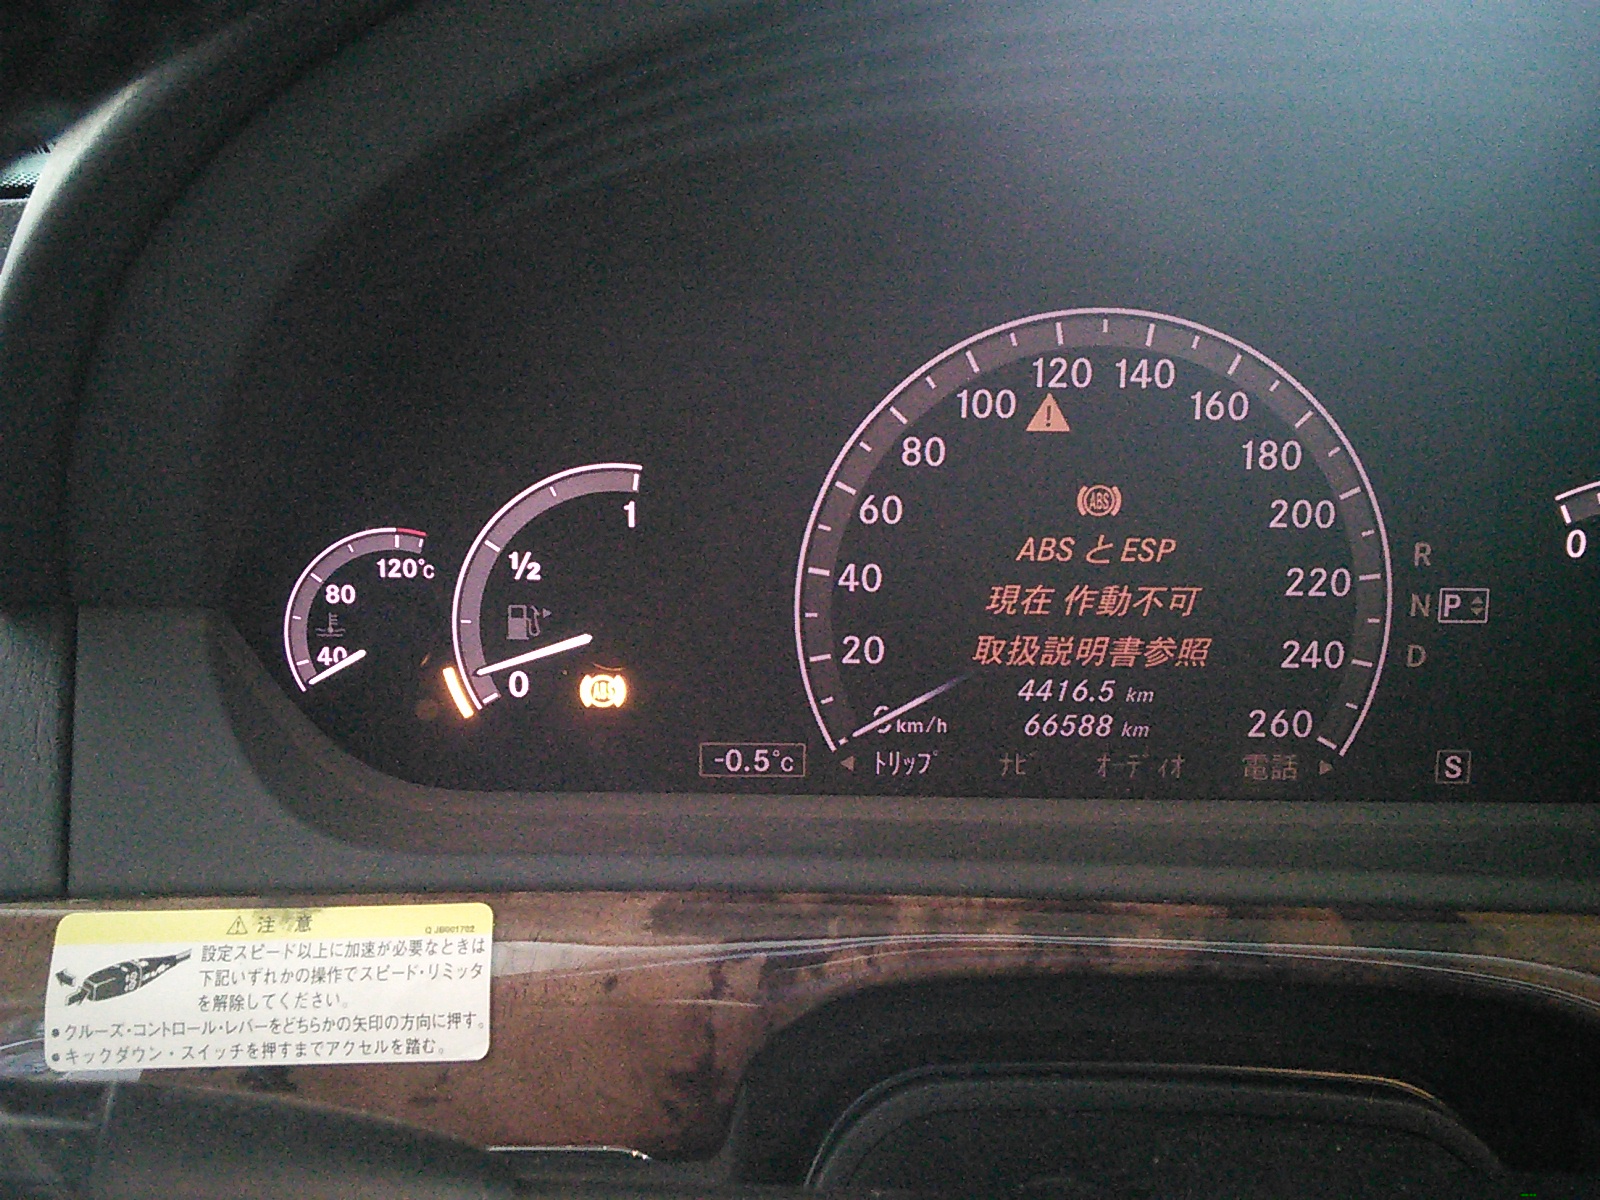 120℃
80
40
1
½
0
ABS
-0.5℃
120 140
100 160
80 180
60 200
40 220
20 240
km/h 260
ABS
ABS と ESP
現在 作動不可
取扱説明書参照
4416.5 km
66588 km
トリップ ナビ オーディオ 電話
R
N P
D
S
0
注 意
Q JB001702
設定スピード以上に加速が必要なときは
下記いずれかの操作でスピード・リミッタ
を解除してください。
●クルーズ・コントロール・レバーをどちらかの矢印の方向に押す。
●キックダウン・スイッチを押すまでアクセルを踏む。